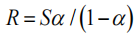 R = Sα / (1 − α)